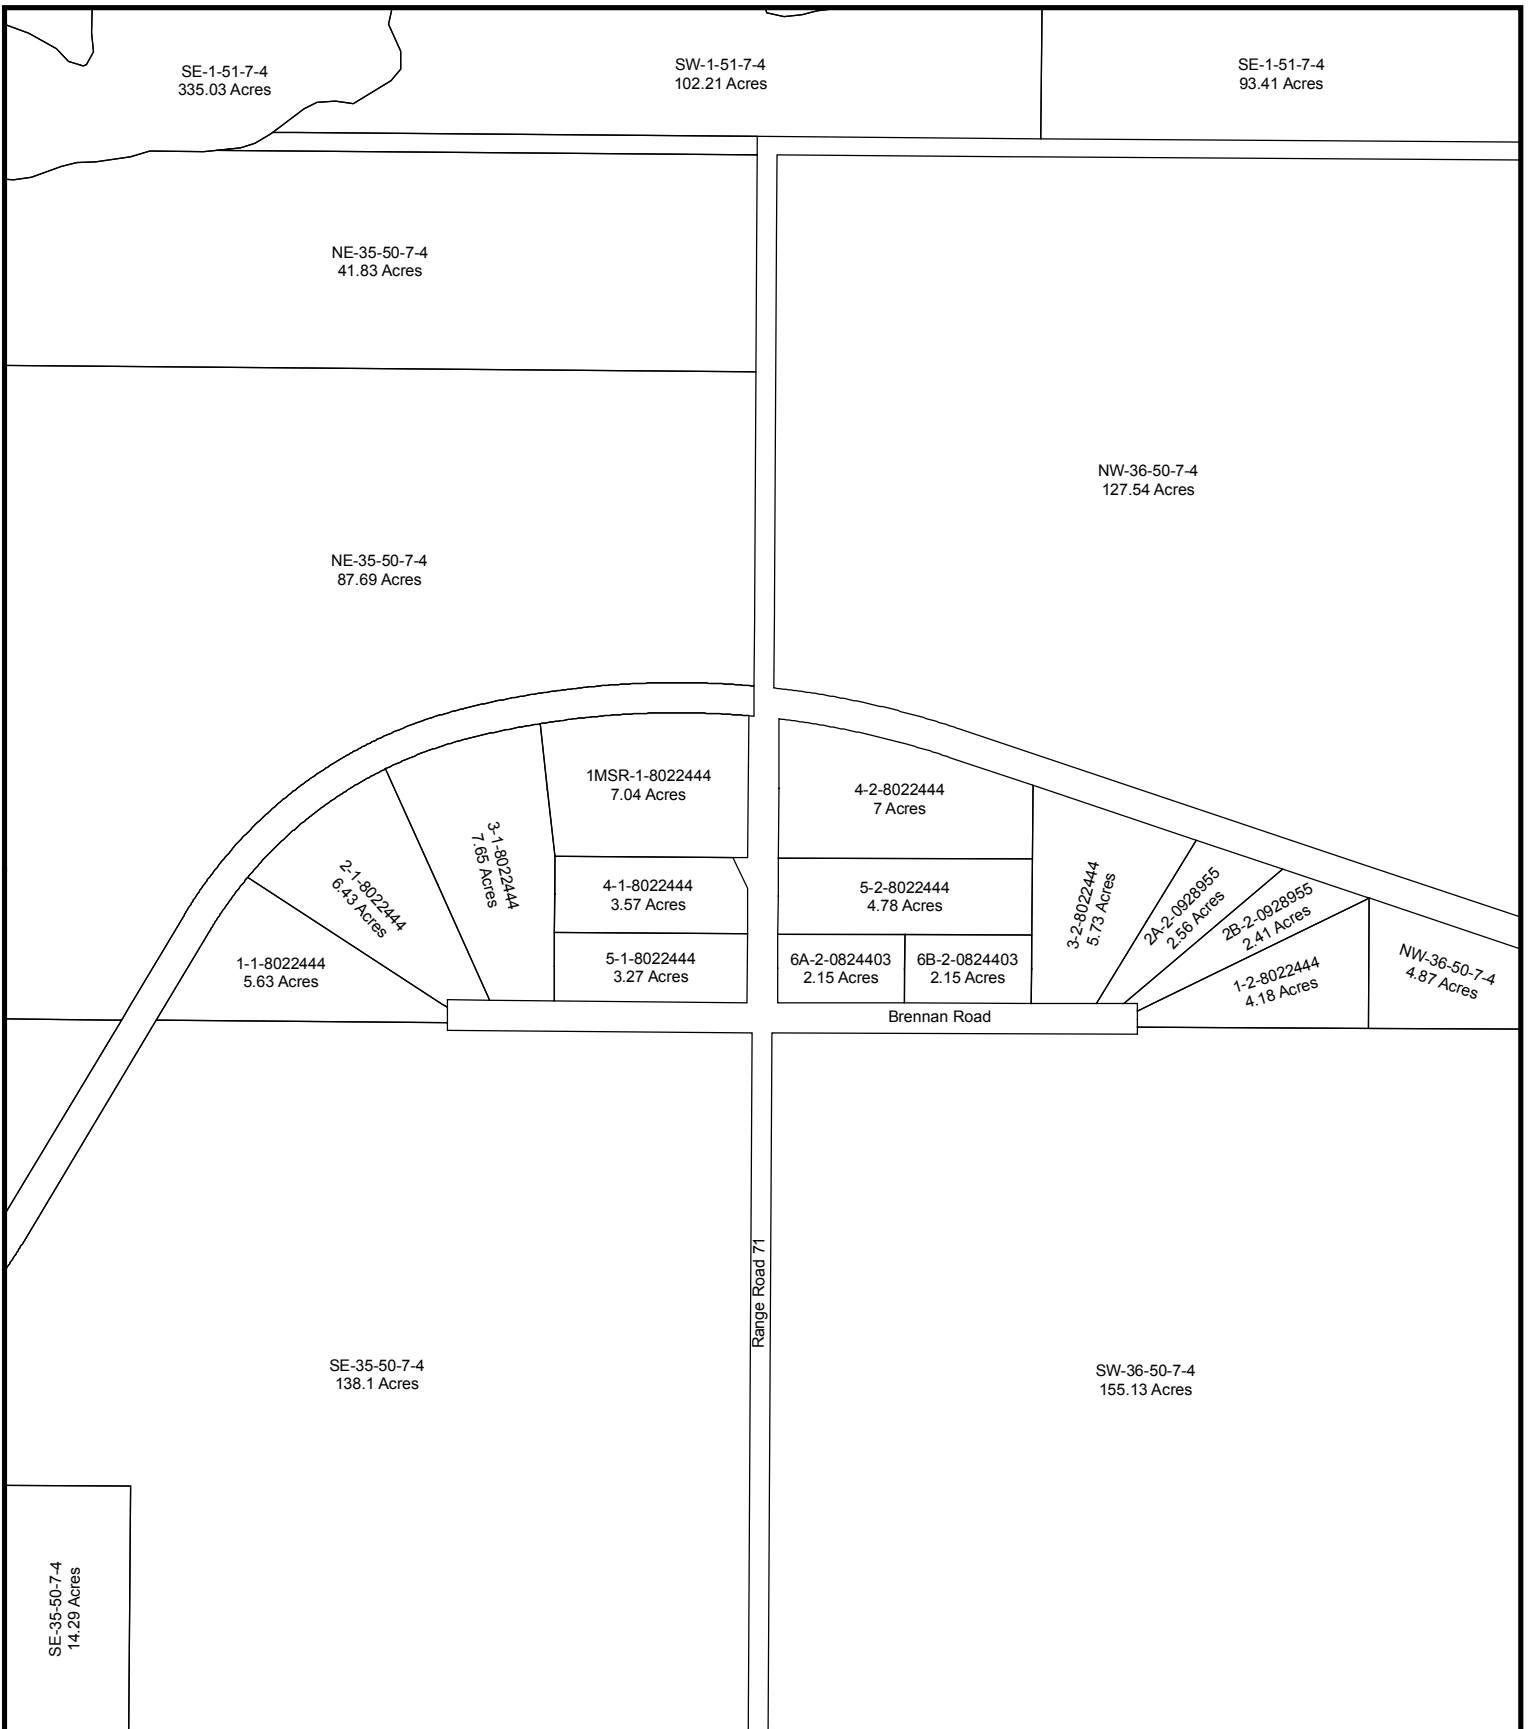 SE-1-51-7-4
335.03 Acres
SW-1-51-7-4
102.21 Acres
SE-1-51-7-4
93.41 Acres
NE-35-50-7-4
41.83 Acres
NW-36-50-7-4
127.54 Acres
NE-35-50-7-4
87.69 Acres
1MSR-1-8022444
7.04 Acres
4-2-8022444
7 Acres
3-1-8022444
7.65 Acres
2-1-8022444
6.43 Acres
4-1-8022444
3.57 Acres
5-2-8022444
4.78 Acres
3-2-8022444
5.73 Acres
2A-2-0928955
2.56 Acres
2B-2-0928955
2.41 Acres
1-1-8022444
5.63 Acres
5-1-8022444
3.27 Acres
6A-2-0824403
2.15 Acres
6B-2-0824403
2.15 Acres
1-2-8022444
4.18 Acres
NW-36-50-7-4
4.87 Acres
Brennan Road
Range Road 71
SE-35-50-7-4
138.1 Acres
SW-36-50-7-4
155.13 Acres
SE-35-50-7-4
14.29 Acres